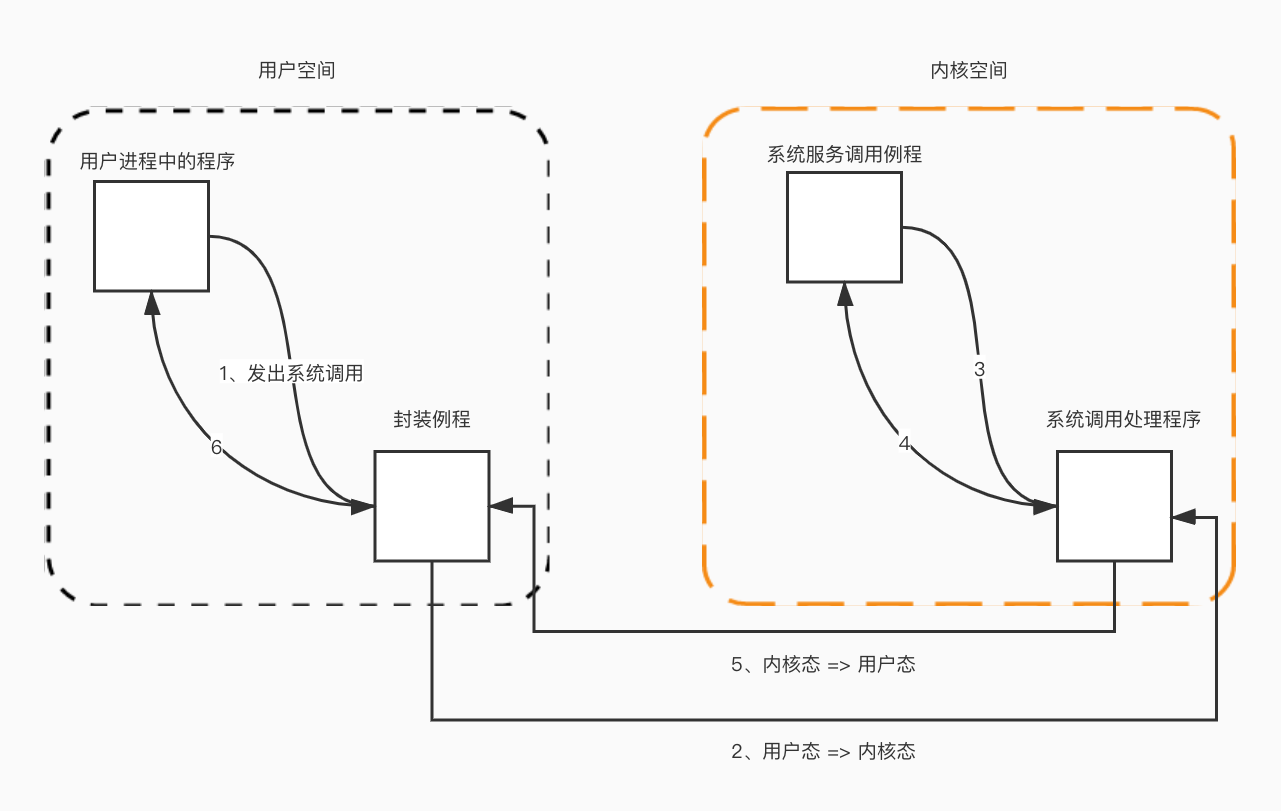 用户空间
内核空间
用户进程中的程序
系统服务调用例程
1、发出系统调用
3
封装例程
系统调用处理程序
6
4
5、内核态 => 用户态
2、用户态 => 内核态